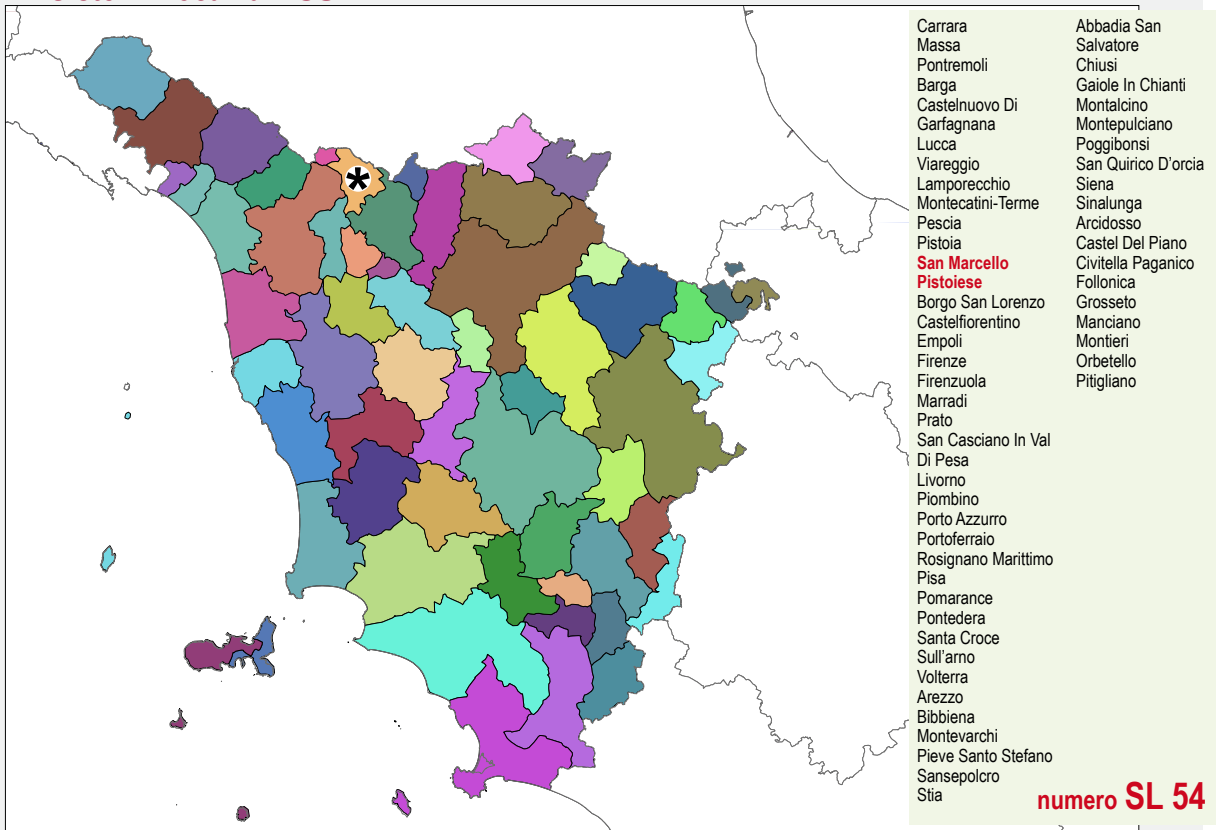 Carrara
Massa
Pontremoli
Barga
Castelnuovo Di
Garfagnana
Lucca
Viareggio
Lamporecchio
Montecatini-Terme
Pescia
Pistoia
San Marcello
Pistoiese
Borgo San Lorenzo
Castelfiorentino
Empoli
Firenze
Firenzuola
Marradi
Prato
San Casciano In Val
Di Pesa
Livorno
Piombino
Porto Azzurro
Portoferraio
Rosignano Marittimo
Pisa
Pomarance
Pontedera
Santa Croce
Sull'arno
Volterra
Arezzo
Bibbiena
Montevarchi
Pieve Santo Stefano
Sansepolcro
Stia
Abbadia San
Salvatore
Chiusi
Gaiole In Chianti
Montalcino
Montepulciano
Poggibonsi
San Quirico D'orcia
Siena
Sinalunga
Arcidosso
Castel Del Piano
Civitella Paganico
Follonica
Grosseto
Manciano
Montieri
Orbetello
Pitigliano
numero SL 54